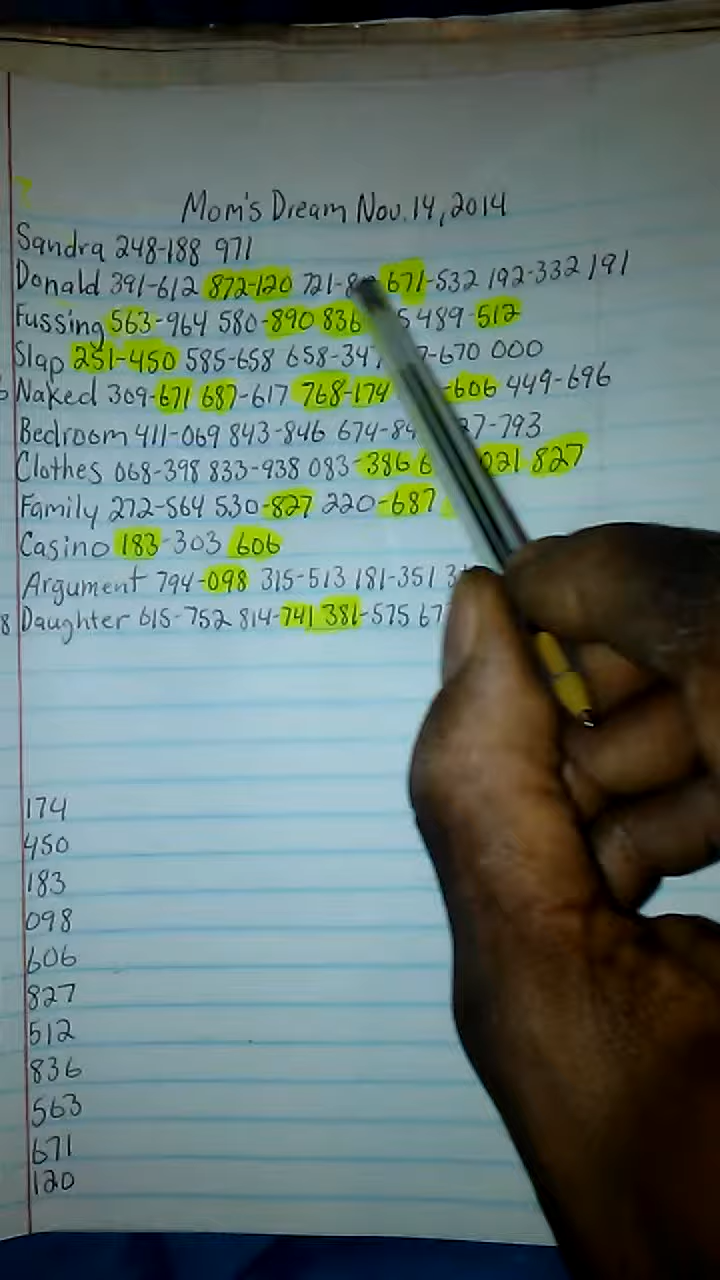 Mom's Dream Nov. 14, 2014
Sandra 248-188 971
Donald 391-612 872-120 721- 671-532 192-332 191
Fussing 563-964 580-890 836 489-512
Slap 251-450 585-658 658-347 -670 000
Naked 309-671 687-617 768-174 -606 449-696
Bedroom 411-069 843-846 674- -793
Clothes 068-398 833-938 083-386 021 827
Family 272-564 530-827 220-687
Casino 183-303 606
Argument 794-098 315-513 181-351
8 Daughter 615-752 814-741 381-575
174
450
183
098
606
827
512
836
563
671
120